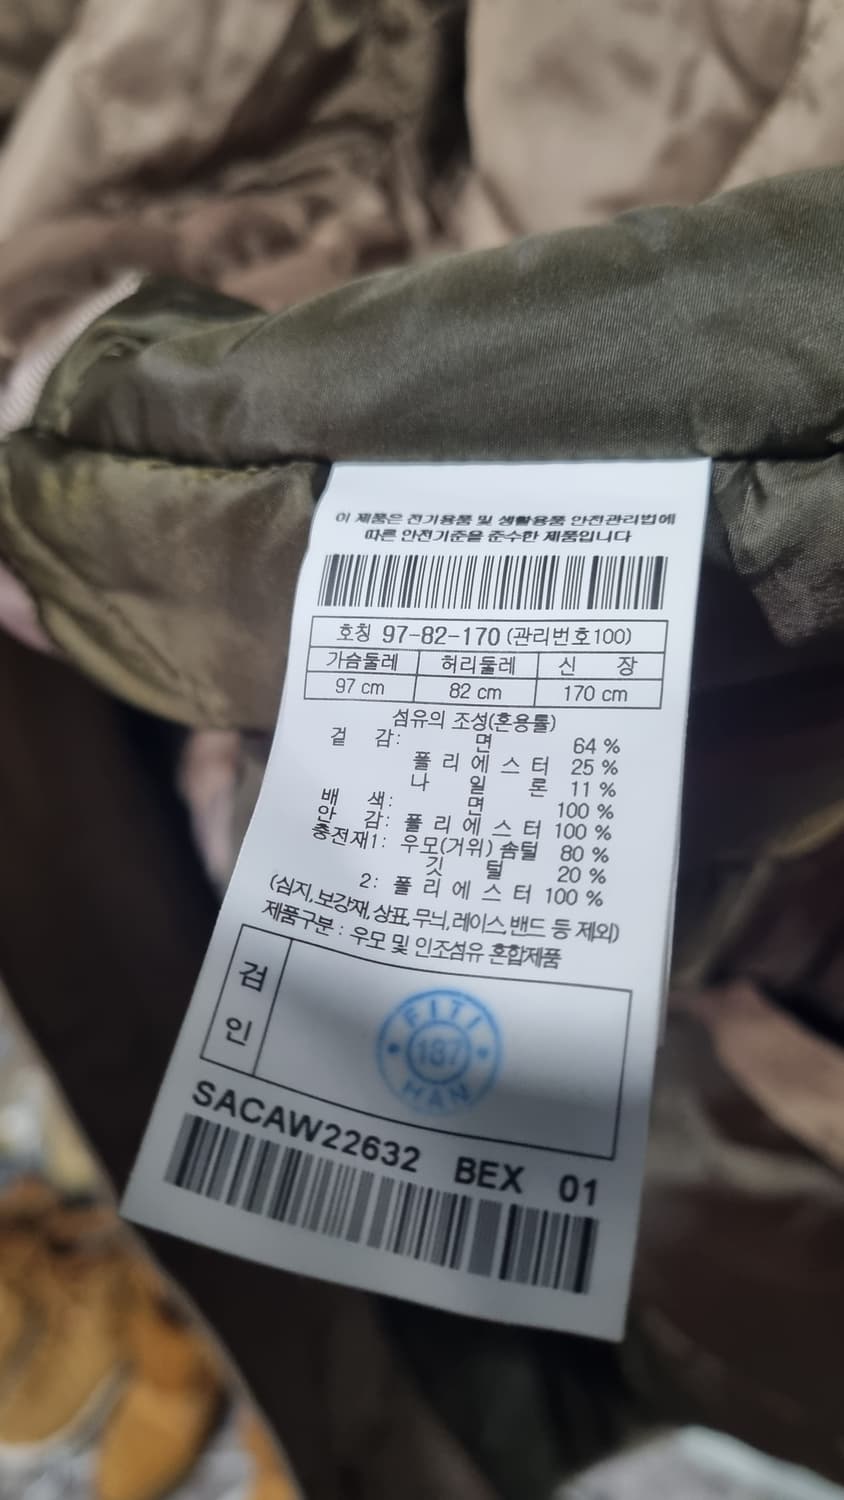 이 제품은 전기용품 및 생활용품 안전관리법에
따른 안전기준을 준수한 제품입니다
호칭 97-82-170 (관리번호100)
가슴둘레 허리둘레 신 장
97 cm 82 cm 170 cm
섬유의 조성(혼용률)
겉 감: 면 64 %
폴 리 에 스 터 25 %
나 일 론 11 %
배 색: 면 100 %
안 감: 폴 리 에 스 터 100 %
충전재1: 우모(거위) 솜털 80 %
깃 털 20 %
2: 폴 리 에 스 터 100 %
(심지,보강재,상표,무늬,레이스,밴드 등 제외)
제품구분 : 우모 및 인조섬유 혼합제품
검인
FITI
187
HAN
SACAW22632 BEX 01